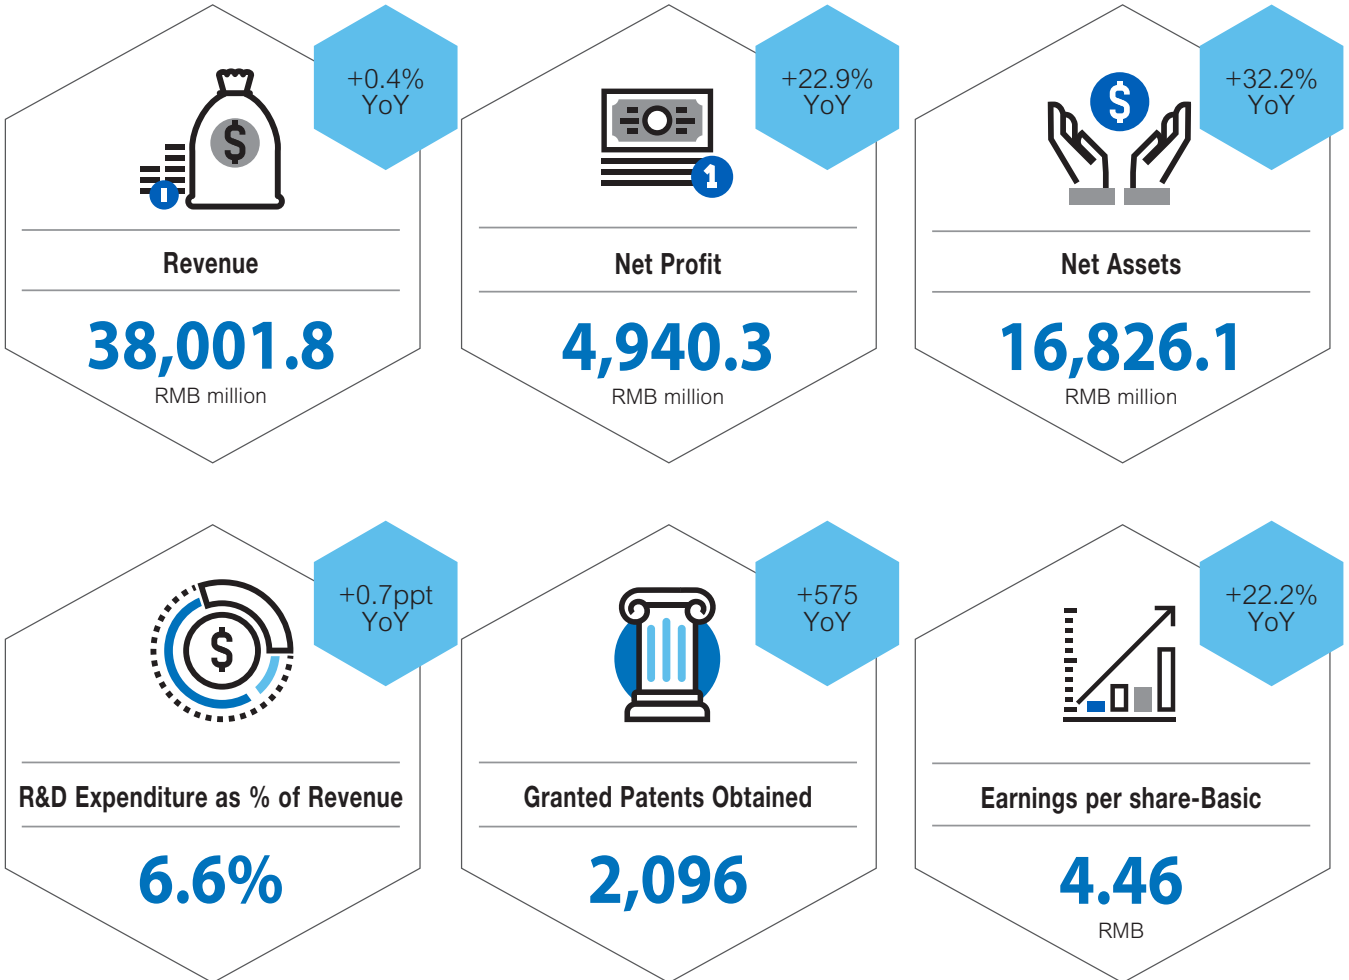 +0.4%
YoY
$
Revenue
38,001.8
RMB million
+22.9%
YoY
1
Net Profit
4,940.3
RMB million
+32.2%
YoY
$
Net Assets
16,826.1
RMB million
+0.7ppt
YoY
$
R&D Expenditure as % of Revenue
6.6%
+575
YoY
Granted Patents Obtained
2,096
+22.2%
YoY
Earnings per share-Basic
4.46
RMB